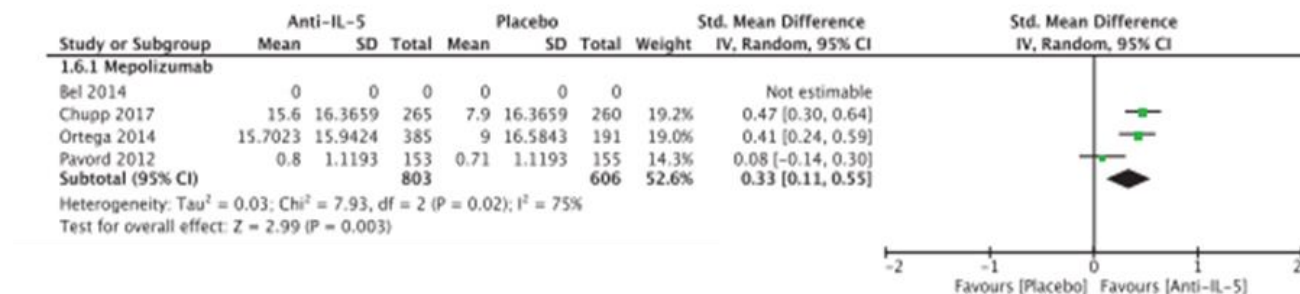 Anti-IL-5 Placebo Std. Mean Difference Std. Mean Difference
Study or Subgroup Mean SD Total Mean SD Total Weight IV, Random, 95% CI IV, Random, 95% CI
1.6.1 Mepolizumab
Bel 2014 0 0 0 0 0 0 Not estimable
Chupp 2017 15.6 16.3659 265 7.9 16.3659 260 19.2% 0.47 [0.30, 0.64]
Ortega 2014 15.7023 15.9424 385 9 16.5843 191 19.0% 0.41 [0.24, 0.59]
Pavord 2012 0.8 1.1193 153 0.71 1.1193 155 14.3% 0.08 [-0.14, 0.30]
Subtotal (95% CI) 803 606 52.6% 0.33 [0.11, 0.55]
Heterogeneity: Tau² = 0.03; Chi² = 7.93, df = 2 (P = 0.02); I² = 75%
Test for overall effect: Z = 2.99 (P = 0.003)
-2 -1 0 1 2
Favours [Placebo] Favours [Anti-IL-5]